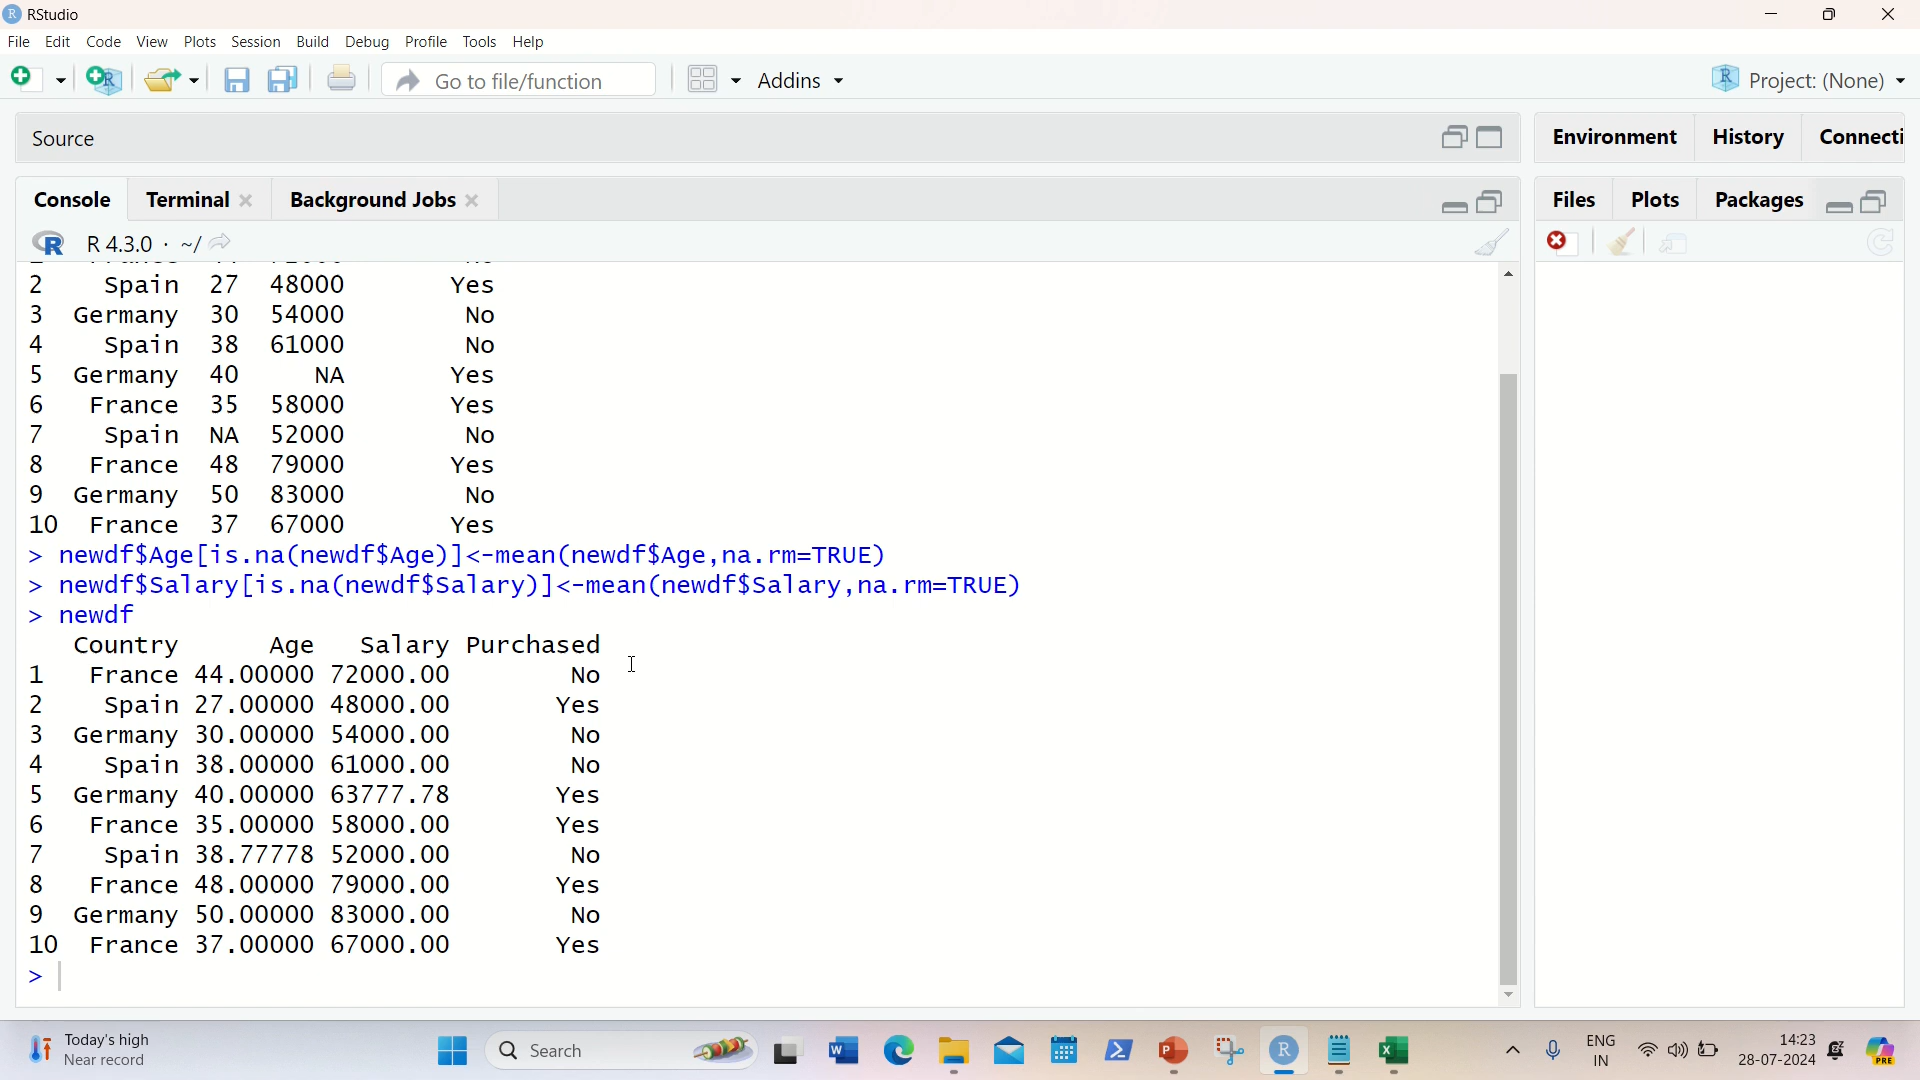 RStudio
File Edit Code View Plots Session Build Debug Profile Tools Help
Go to file/function Addins Project: (None)
Source
Environment History Connecti
Console Terminal Background Jobs
Files Plots Packages
R 4.3.0 · ~/
2 Spain 27 48000 Yes
3 Germany 30 54000 No
4 Spain 38 61000 No
5 Germany 40 NA Yes
6 France 35 58000 Yes
7 Spain NA 52000 No
8 France 48 79000 Yes
9 Germany 50 83000 No
10 France 37 67000 Yes
> newdf$Age[is.na(newdf$Age)]<-mean(newdf$Age,na.rm=TRUE)
> newdf$Salary[is.na(newdf$Salary)]<-mean(newdf$Salary,na.rm=TRUE)
> newdf
Country Age Salary Purchased
1 France 44.00000 72000.00 No
2 Spain 27.00000 48000.00 Yes
3 Germany 30.00000 54000.00 No
4 Spain 38.00000 61000.00 No
5 Germany 40.00000 63777.78 Yes
6 France 35.00000 58000.00 Yes
7 Spain 38.77778 52000.00 No
8 France 48.00000 79000.00 Yes
9 Germany 50.00000 83000.00 No
10 France 37.00000 67000.00 Yes
>
Today's high
Near record
Search
ENG
IN
14:23
28-07-2024
PRE